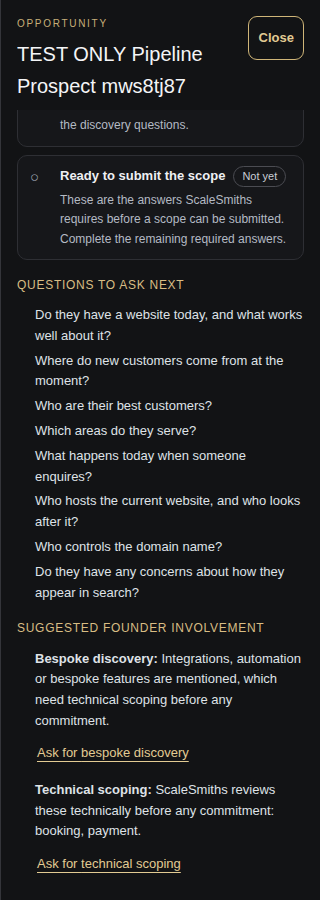 OPPORTUNITY
TEST ONLY Pipeline
Prospect mws8tj87
Close
the discovery questions.
Ready to submit the scope
Not yet
These are the answers ScaleSmiths
requires before a scope can be submitted.
Complete the remaining required answers.
QUESTIONS TO ASK NEXT
Do they have a website today, and what works
well about it?
Where do new customers come from at the
moment?
Who are their best customers?
Which areas do they serve?
What happens today when someone
enquires?
Who hosts the current website, and who looks
after it?
Who controls the domain name?
Do they have any concerns about how they
appear in search?
SUGGESTED FOUNDER INVOLVEMENT
Bespoke discovery: Integrations, automation
or bespoke features are mentioned, which
need technical scoping before any
commitment.
Ask for bespoke discovery
Technical scoping: ScaleSmiths reviews
these technically before any commitment:
booking, payment.
Ask for technical scoping